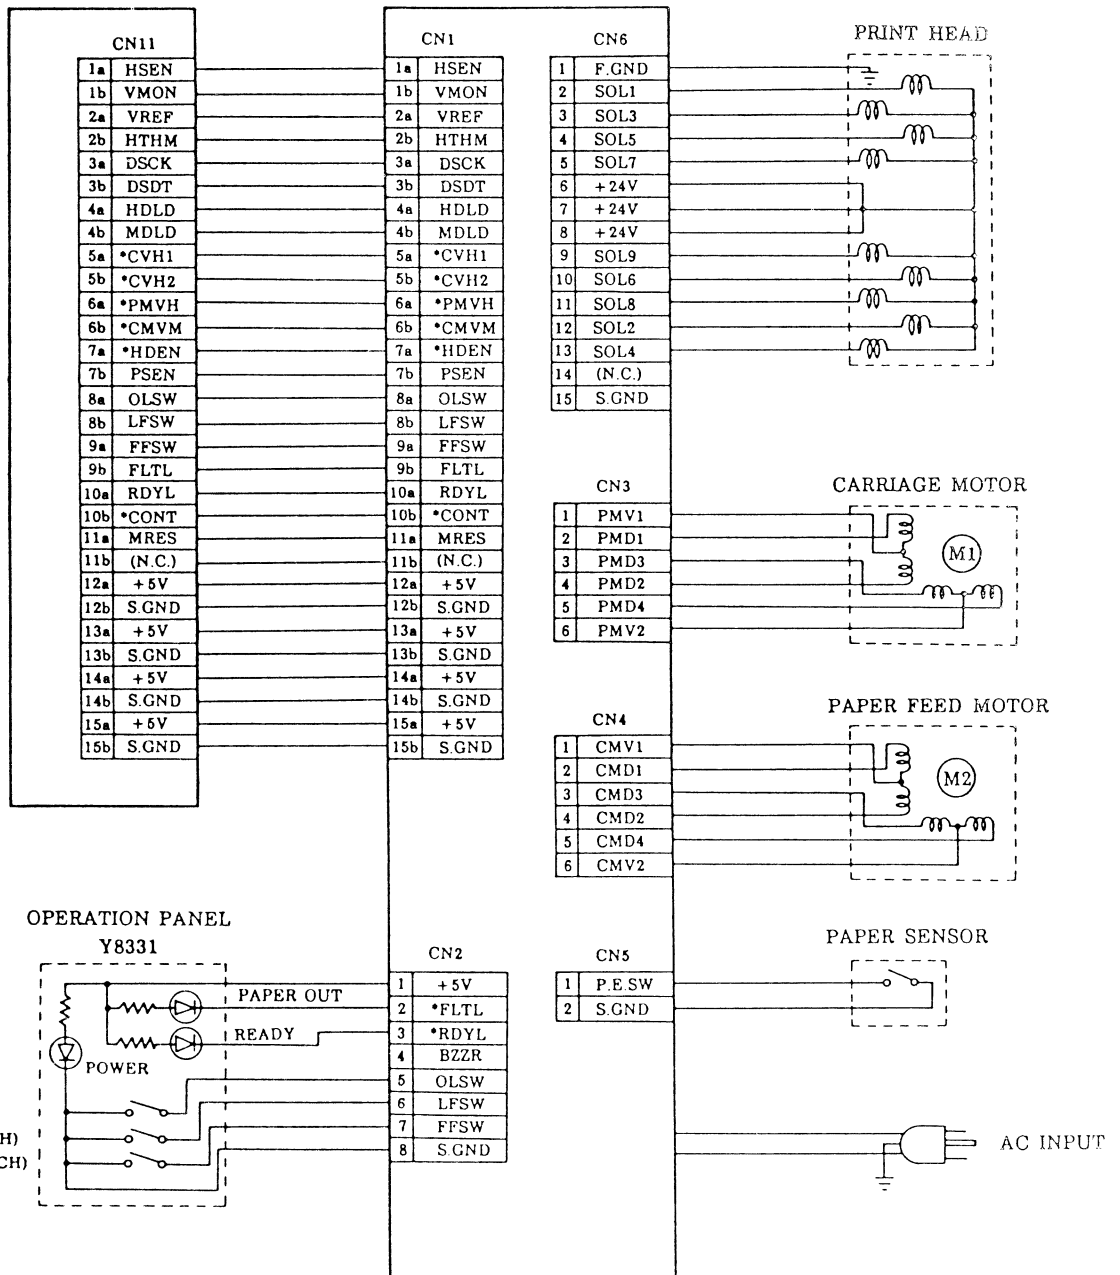 CN11
1a HSEN
1b VMON
2a VREF
2b HTHM
3a DSCK
3b DSDT
4a HDLD
4b MDLD
5a *CVH1
5b *CVH2
6a *PMVH
6b *CMVM
7a *HDEN
7b PSEN
8a OLSW
8b LFSW
9a FFSW
9b FLTL
10a RDYL
10b *CONT
11a MRES
11b (N.C.)
12a +5V
12b S.GND
13a +5V
13b S.GND
14a +5V
14b S.GND
15a +5V
15b S.GND
CN1
1a HSEN
1b VMON
2a VREF
2b HTHM
3a DSCK
3b DSDT
4a HDLD
4b MDLD
5a *CVH1
5b *CVH2
6a *PMVH
6b *CMVM
7a *HDEN
7b PSEN
8a OLSW
8b LFSW
9a FFSW
9b FLTL
10a RDYL
10b *CONT
11a MRES
11b (N.C.)
12a +5V
12b S.GND
13a +5V
13b S.GND
14a +5V
14b S.GND
15a +5V
15b S.GND
CN6
1 F.GND
2 SOL1
3 SOL3
4 SOL5
5 SOL7
6 +24V
7 +24V
8 +24V
9 SOL9
10 SOL6
11 SOL8
12 SOL2
13 SOL4
14 (N.C.)
15 S.GND
PRINT HEAD
CN3
1 PMV1
2 PMD1
3 PMD3
4 PMD2
5 PMD4
6 PMV2
CARRIAGE MOTOR
M1
CN4
1 CMV1
2 CMD1
3 CMD3
4 CMD2
5 CMD4
6 CMV2
PAPER FEED MOTOR
M2
OPERATION PANEL
Y8331
PAPER OUT
READY
POWER
H)
CH)
CN2
1 +5V
2 *FLTL
3 *RDYL
4 BZZR
5 OLSW
6 LFSW
7 FFSW
8 S.GND
CN5
1 P.E.SW
2 S.GND
PAPER SENSOR
AC INPUT